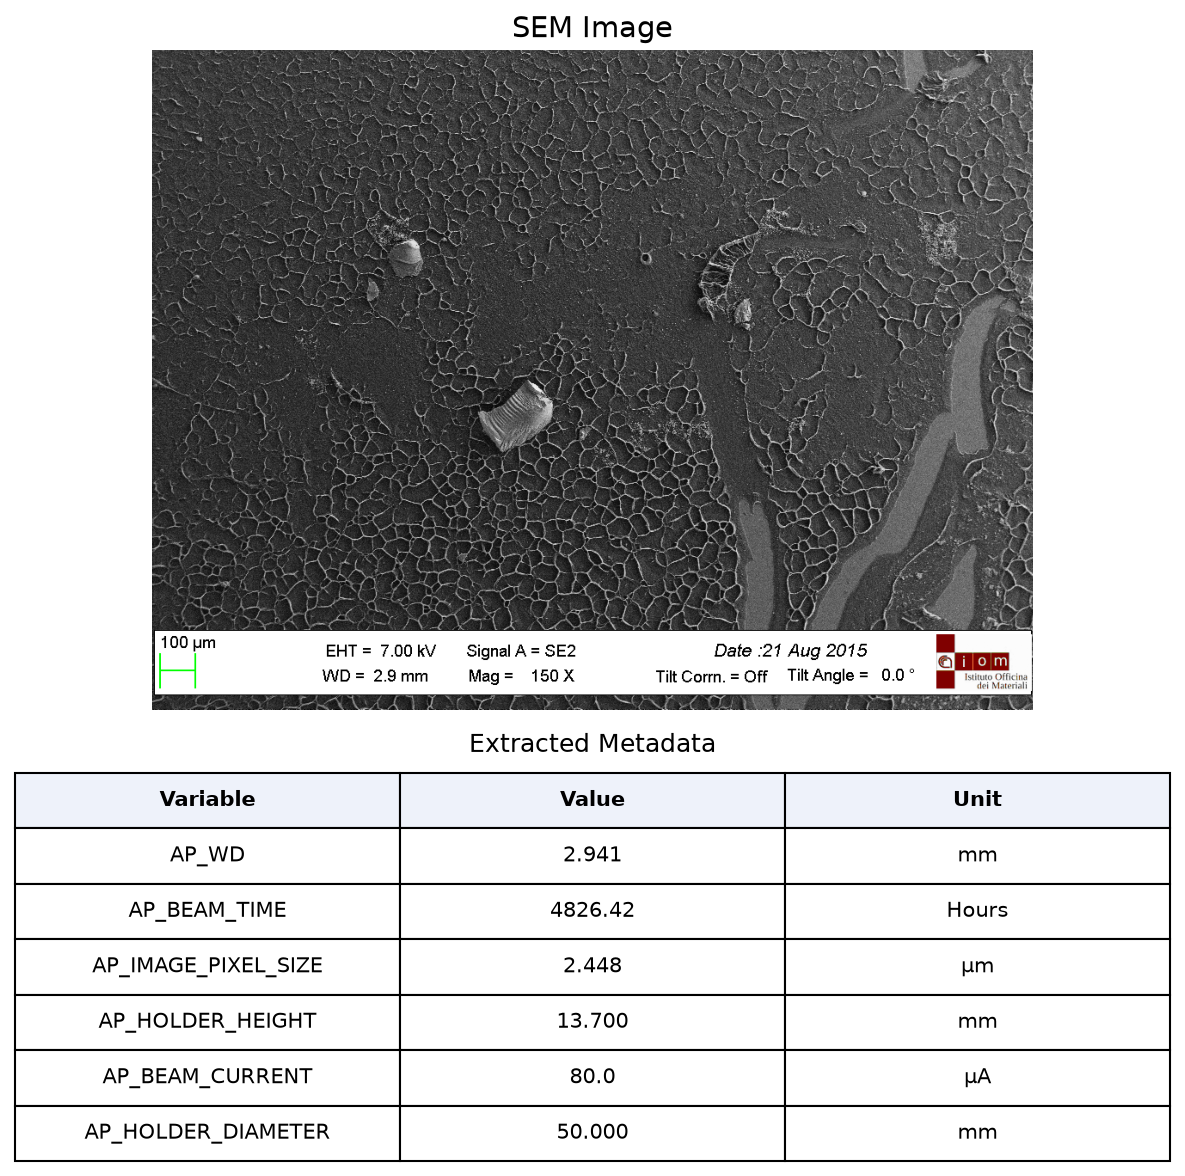 SEM Image
100 µm
EHT = 7.00 kV Signal A = SE2 Date :21 Aug 2015
WD = 2.9 mm Mag = 150 X Tilt Corrn. = Off Tilt Angle = 0.0 °
iom
Istituto Officina
dei Materiali
Extracted Metadata
Variable Value Unit
AP_WD 2.941 mm
AP_BEAM_TIME 4826.42 Hours
AP_IMAGE_PIXEL_SIZE 2.448 µm
AP_HOLDER_HEIGHT 13.700 mm
AP_BEAM_CURRENT 80.0 µA
AP_HOLDER_DIAMETER 50.000 mm